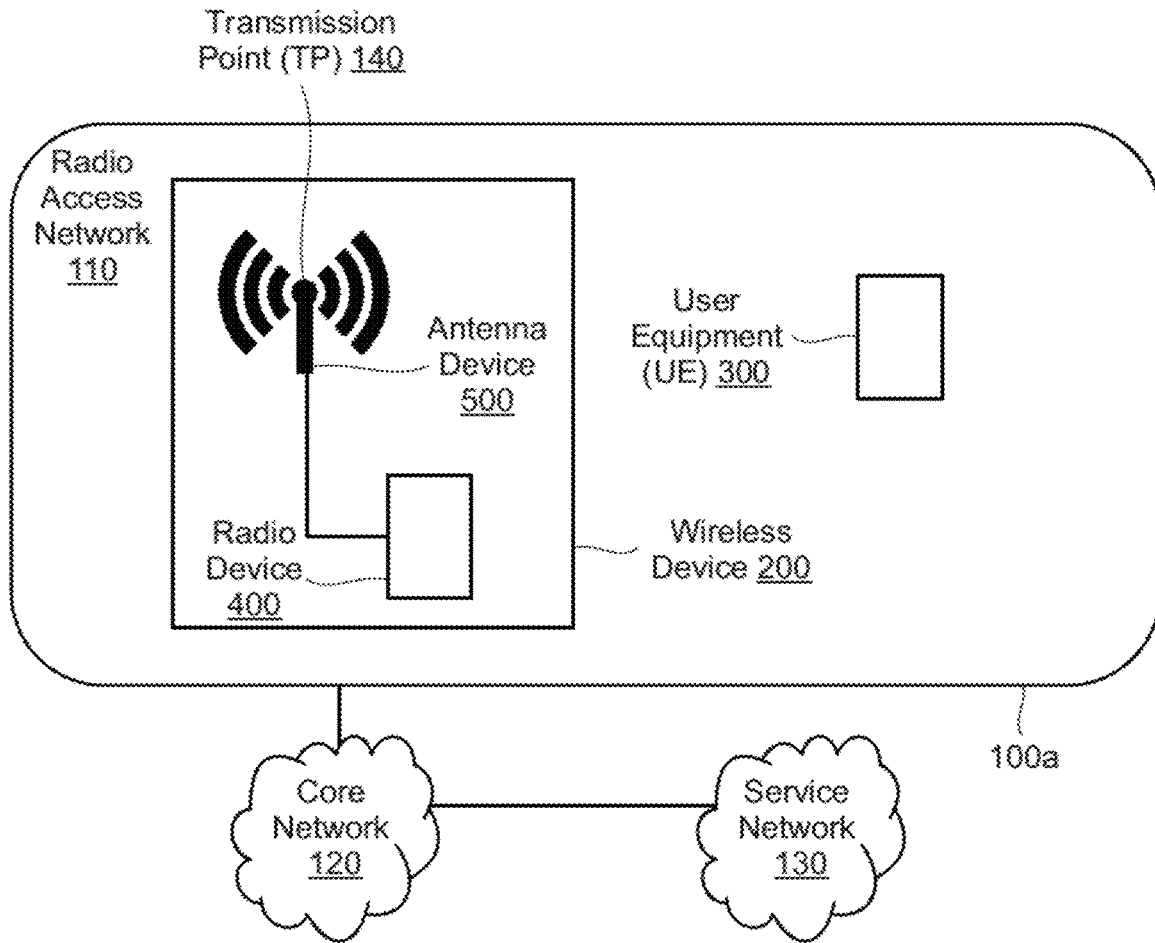 Transmission
Point (TP) 140
Radio
Access
Network
110
Antenna
Device
500
User
Equipment
(UE) 300
Radio
Device
400
Wireless
Device 200
100a
Core
Network
120
Service
Network
130